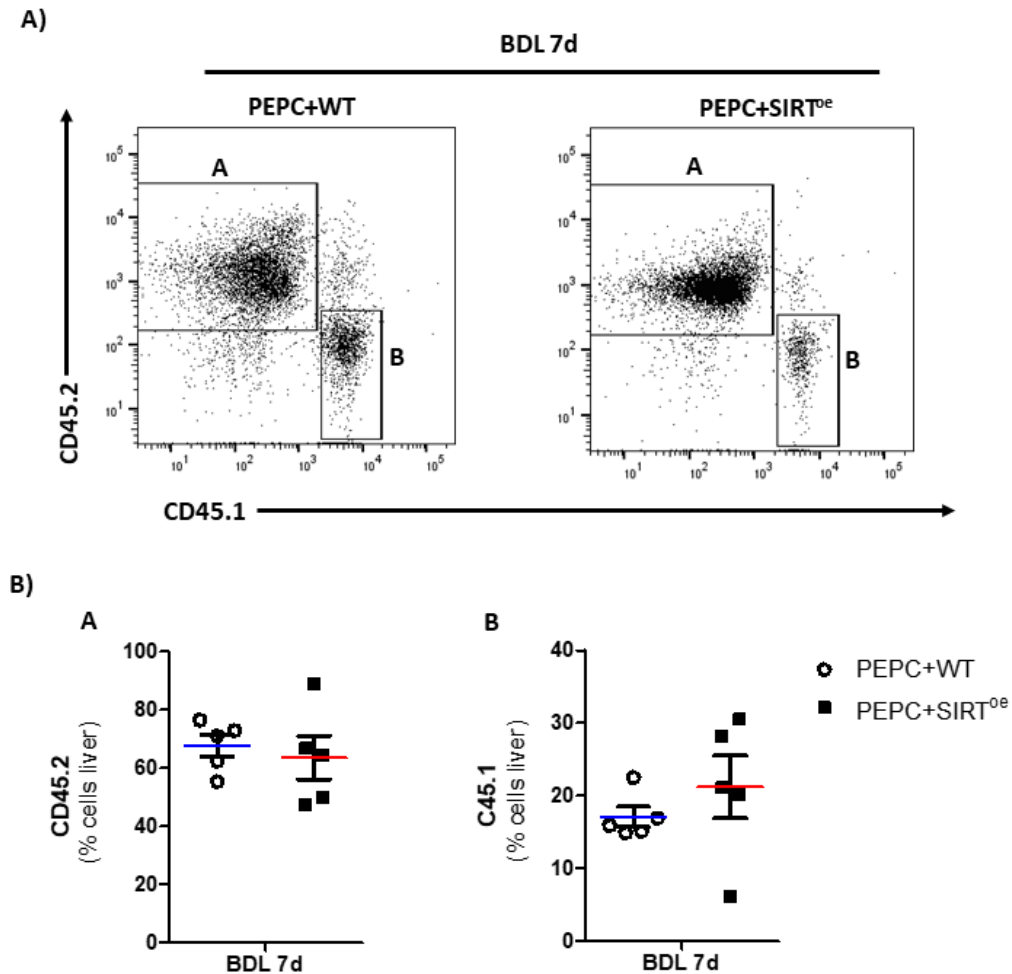 A)
BDL 7d
PEPC+WT PEPC+SIRTᵒᵉ
CD45.2
A
B
10⁵
10⁴
10³
10²
10¹
10¹ 10² 10³ 10⁴ 10⁵
A
B
10⁵
10⁴
10³
10²
10¹
10¹ 10² 10³ 10⁴ 10⁵
CD45.1
B)
A
CD45.2
(% cells liver)
100
80
60
40
20
0
BDL 7d
B
C45.1
(% cells liver)
40
30
20
10
0
BDL 7d
PEPC+WT
PEPC+SIRTᵒᵉ